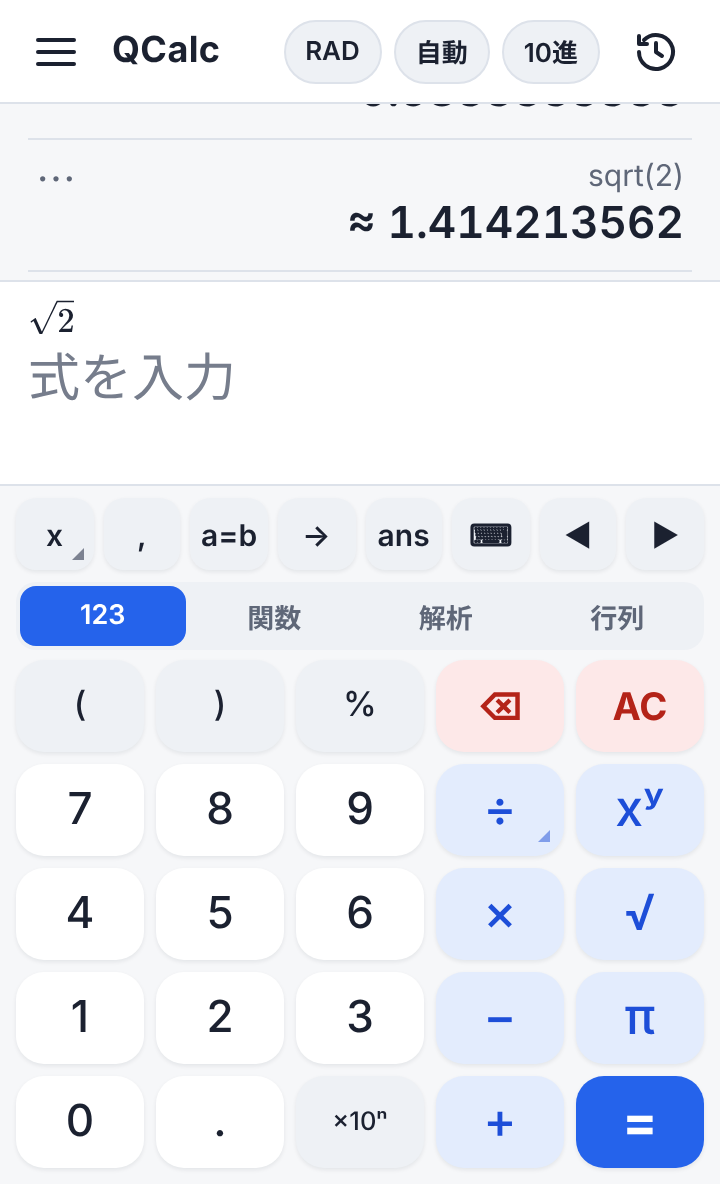 QCalc RAD 自動 10進
...
sqrt(2)
≈ 1.414213562
√2
式を入力
x , a=b → ans ⌨ ◀ ▶
123 関数 解析 行列
( ) % ⌫ AC
7 8 9 ÷ xʸ
4 5 6 × √
1 2 3 − π
0 . ×10ⁿ + =